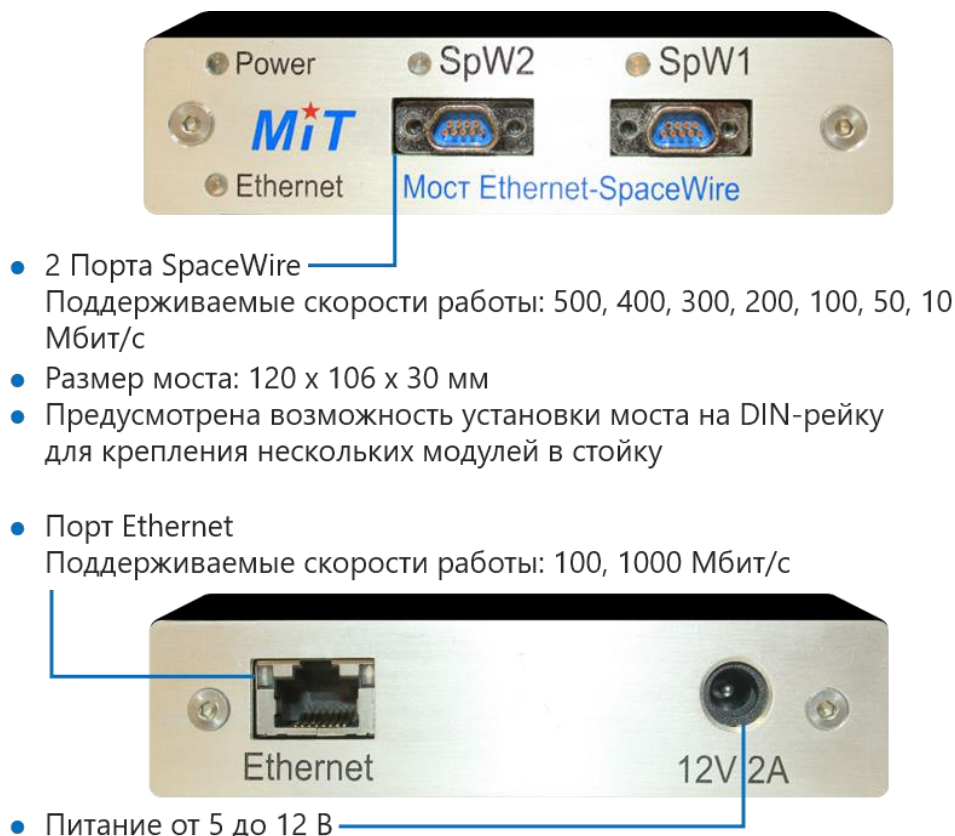 Power
SpW2
SpW1
MiT
Ethernet
Мост Ethernet-SpaceWire
2 Порта SpaceWire
Поддерживаемые скорости работы: 500, 400, 300, 200, 100, 50, 10
Мбит/с
Размер моста: 120 x 106 x 30 мм
Предусмотрена возможность установки моста на DIN-рейку
для крепления нескольких модулей в стойку
Порт Ethernet
Поддерживаемые скорости работы: 100, 1000 Мбит/с
Ethernet
12V 2A
Питание от 5 до 12 В